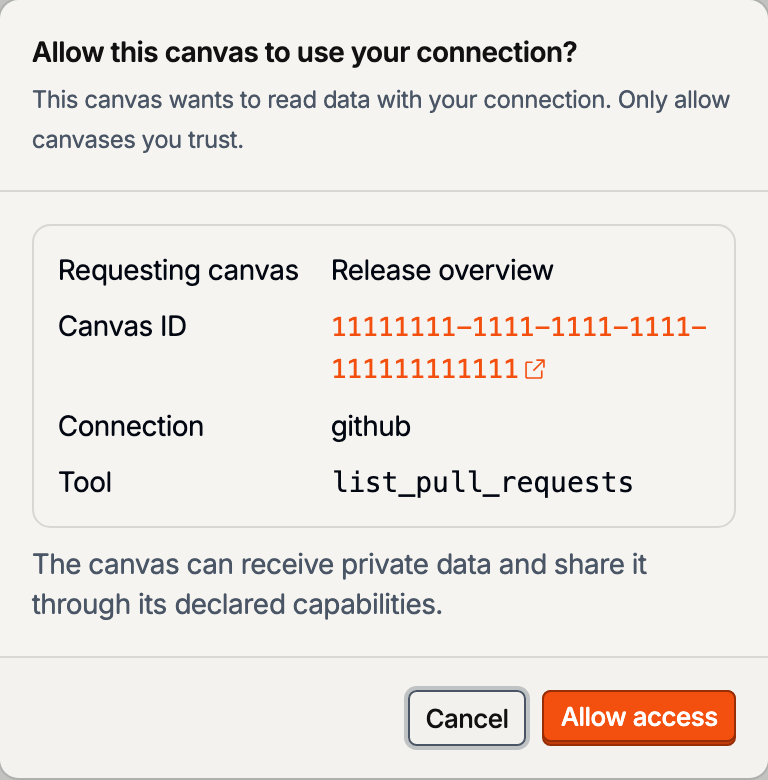 Allow this canvas to use your connection?
This canvas wants to read data with your connection. Only allow
canvases you trust.
Requesting canvas Release overview
Canvas ID 11111111-1111-1111-1111-
111111111111
Connection github
Tool list_pull_requests
The canvas can receive private data and share it
through its declared capabilities.
Cancel Allow access